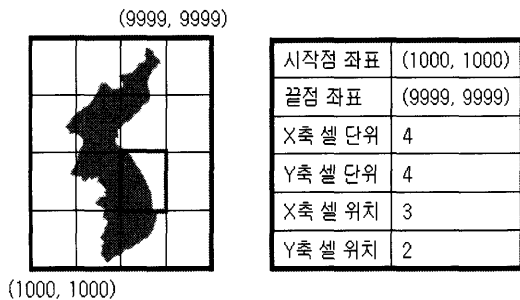 (9999, 9999)
(1000, 1000)
시작점 좌표 (1000, 1000)
끝점 좌표 (9999, 9999)
X축 셀 단위 4
Y축 셀 단위 4
X축 셀 위치 3
Y축 셀 위치 2